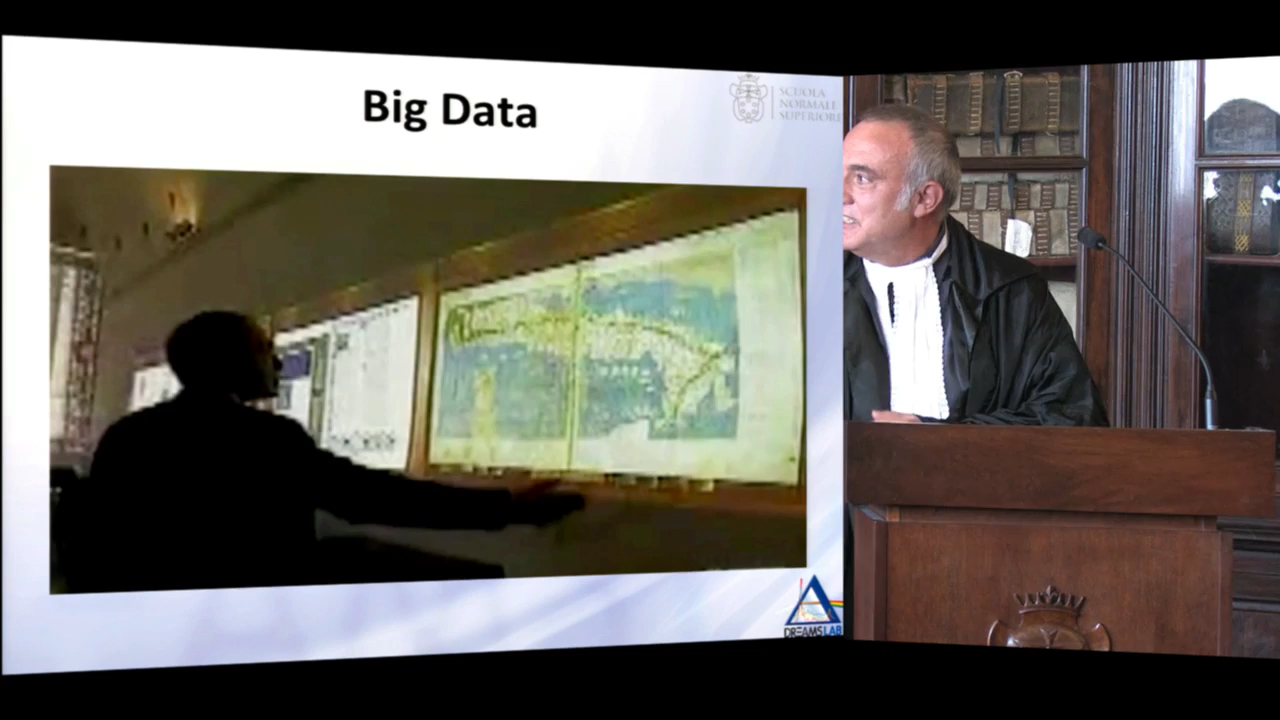 Big Data
SCUOLA
NORMALE
SUPERIORE
DREAMSLAB